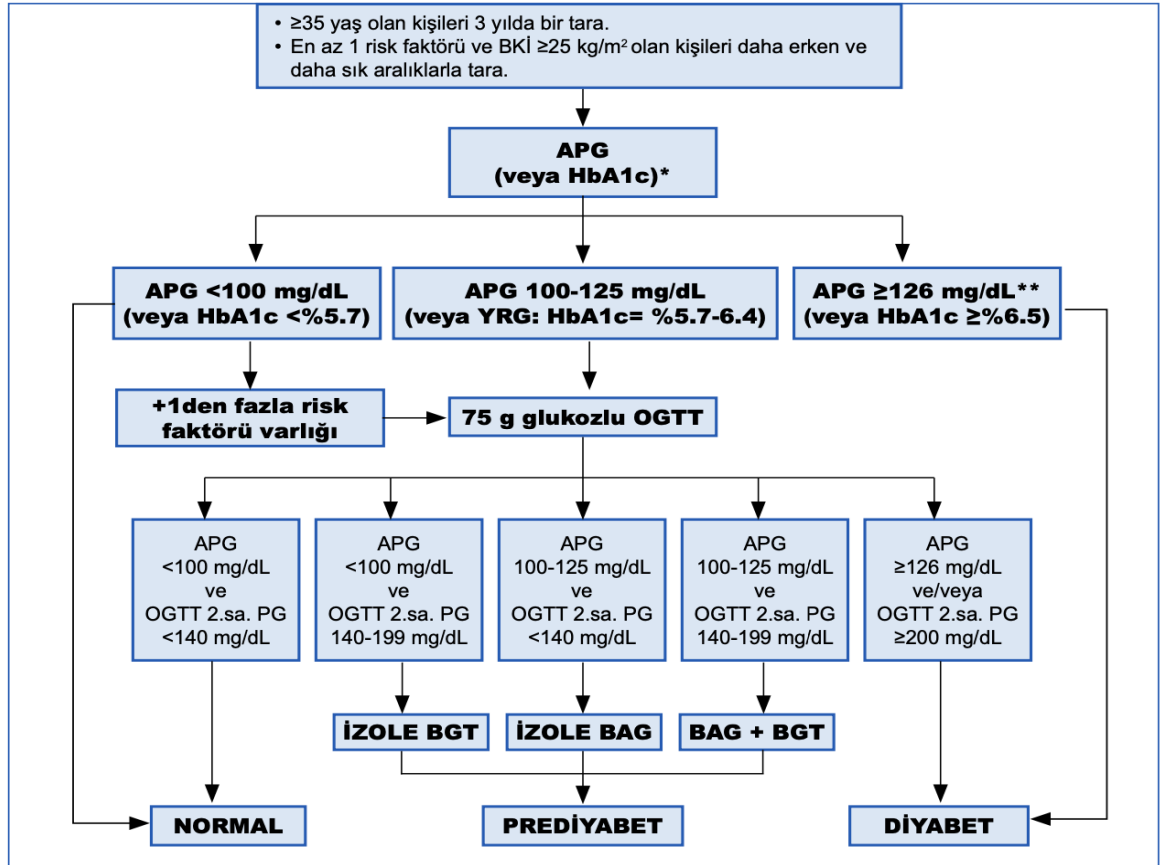 • ≥35 yaş olan kişileri 3 yılda bir tara.
• En az 1 risk faktörü ve BKİ ≥25 kg/m² olan kişileri daha erken ve
daha sık aralıklarla tara.
APG
(veya HbA1c)*
APG <100 mg/dL
(veya HbA1c <%5.7)
APG 100-125 mg/dL
(veya YRG: HbA1c= %5.7-6.4)
APG ≥126 mg/dL**
(veya HbA1c ≥%6.5)
+1den fazla risk
faktörü varlığı
75 g glukozlu OGTT
APG
<100 mg/dL
ve
OGTT 2.sa. PG
<140 mg/dL
APG
<100 mg/dL
ve
OGTT 2.sa. PG
140-199 mg/dL
APG
100-125 mg/dL
ve
OGTT 2.sa. PG
<140 mg/dL
APG
100-125 mg/dL
ve
OGTT 2.sa. PG
140-199 mg/dL
APG
≥126 mg/dL
ve/veya
OGTT 2.sa. PG
≥200 mg/dL
İZOLE BGT
İZOLE BAG
BAG + BGT
NORMAL
PREDİYABET
DİYABET